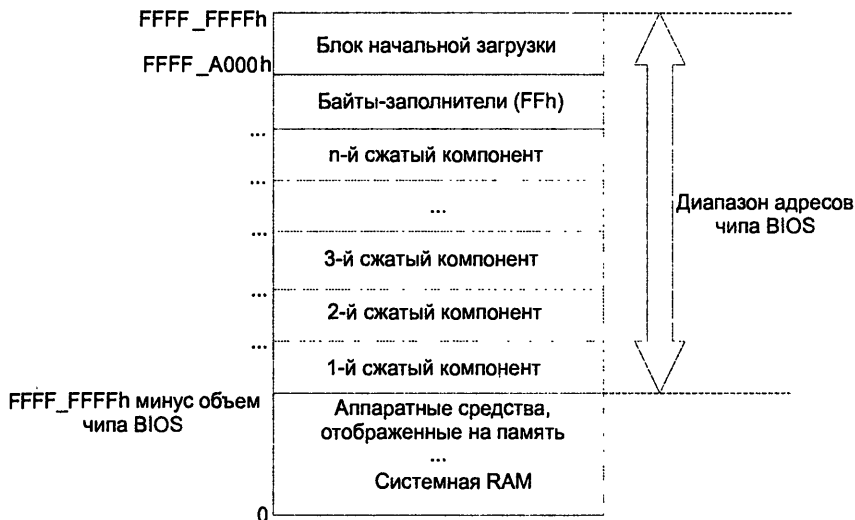 FFFF_FFFFh
Блок начальной загрузки
FFFF_A000h
Байты-заполнители (FFh)
...
n-й сжатый компонент
...
...
...
3-й сжатый компонент
...
2-й сжатый компонент
...
1-й сжатый компонент
Диапазон адресов
чипа BIOS
FFFF_FFFFh минус объем
чипа BIOS
Аппаратные средства,
отображенные на память
...
Системная RAM
0